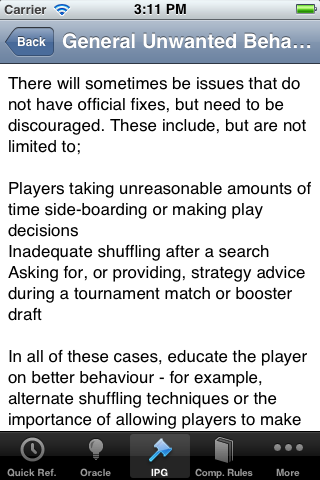 Carrier 3:11 PM
Back General Unwanted Beha...
There will sometimes be issues that do
not have official fixes, but need to be
discouraged. These include, but are not
limited to;
Players taking unreasonable amounts of
time side-boarding or making play
decisions
Inadequate shuffling after a search
Asking for, or providing, strategy advice
during a tournament match or booster
draft
In all of these cases, educate the player
on better behaviour - for example,
alternate shuffling techniques or the
importance of allowing players to make
Quick Ref. Oracle IPG Comp. Rules More